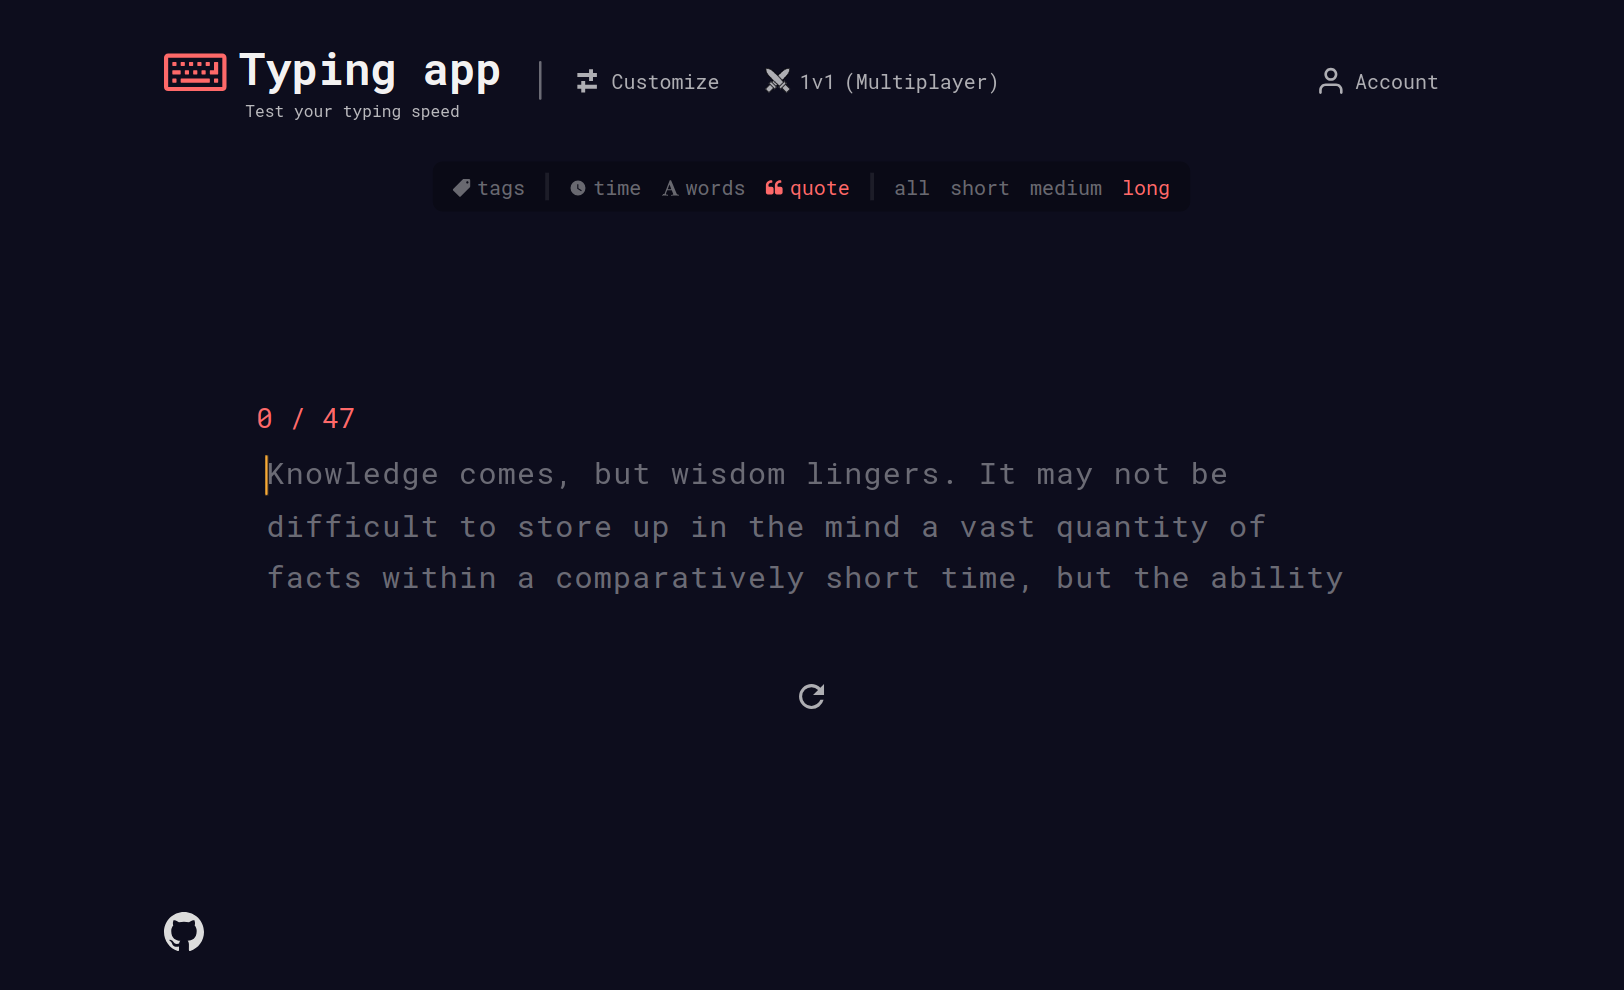 Typing app
Test your typing speed
Customize
1v1 (Multiplayer)
Account
tags
time
words
quote
all
short
medium
long
0 / 47
Knowledge comes, but wisdom lingers. It may not be
difficult to store up in the mind a vast quantity of
facts within a comparatively short time, but the ability